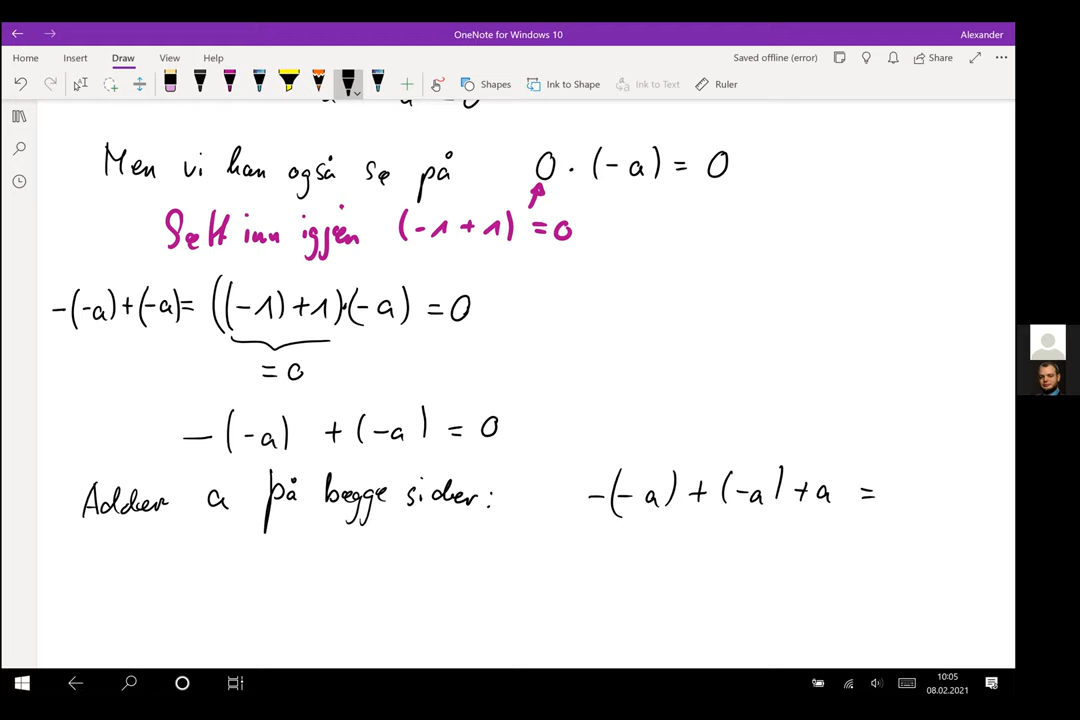 OneNote for Windows 10
Alexander
Home Insert Draw View Help
Saved offline (error)
Share
Shapes
Ink to Shape
Ink to Text
Ruler
Men vi kan også se på 0 · (-a) = 0
Sett inn igjen (-1+1) = 0
-(-a)+(-a)= ((-1)+1)·(-a) = 0
= 0
-(-a) + (-a) = 0
Adder a på begge sider: -(-a) + (-a) + a =
10:05
08.02.2021